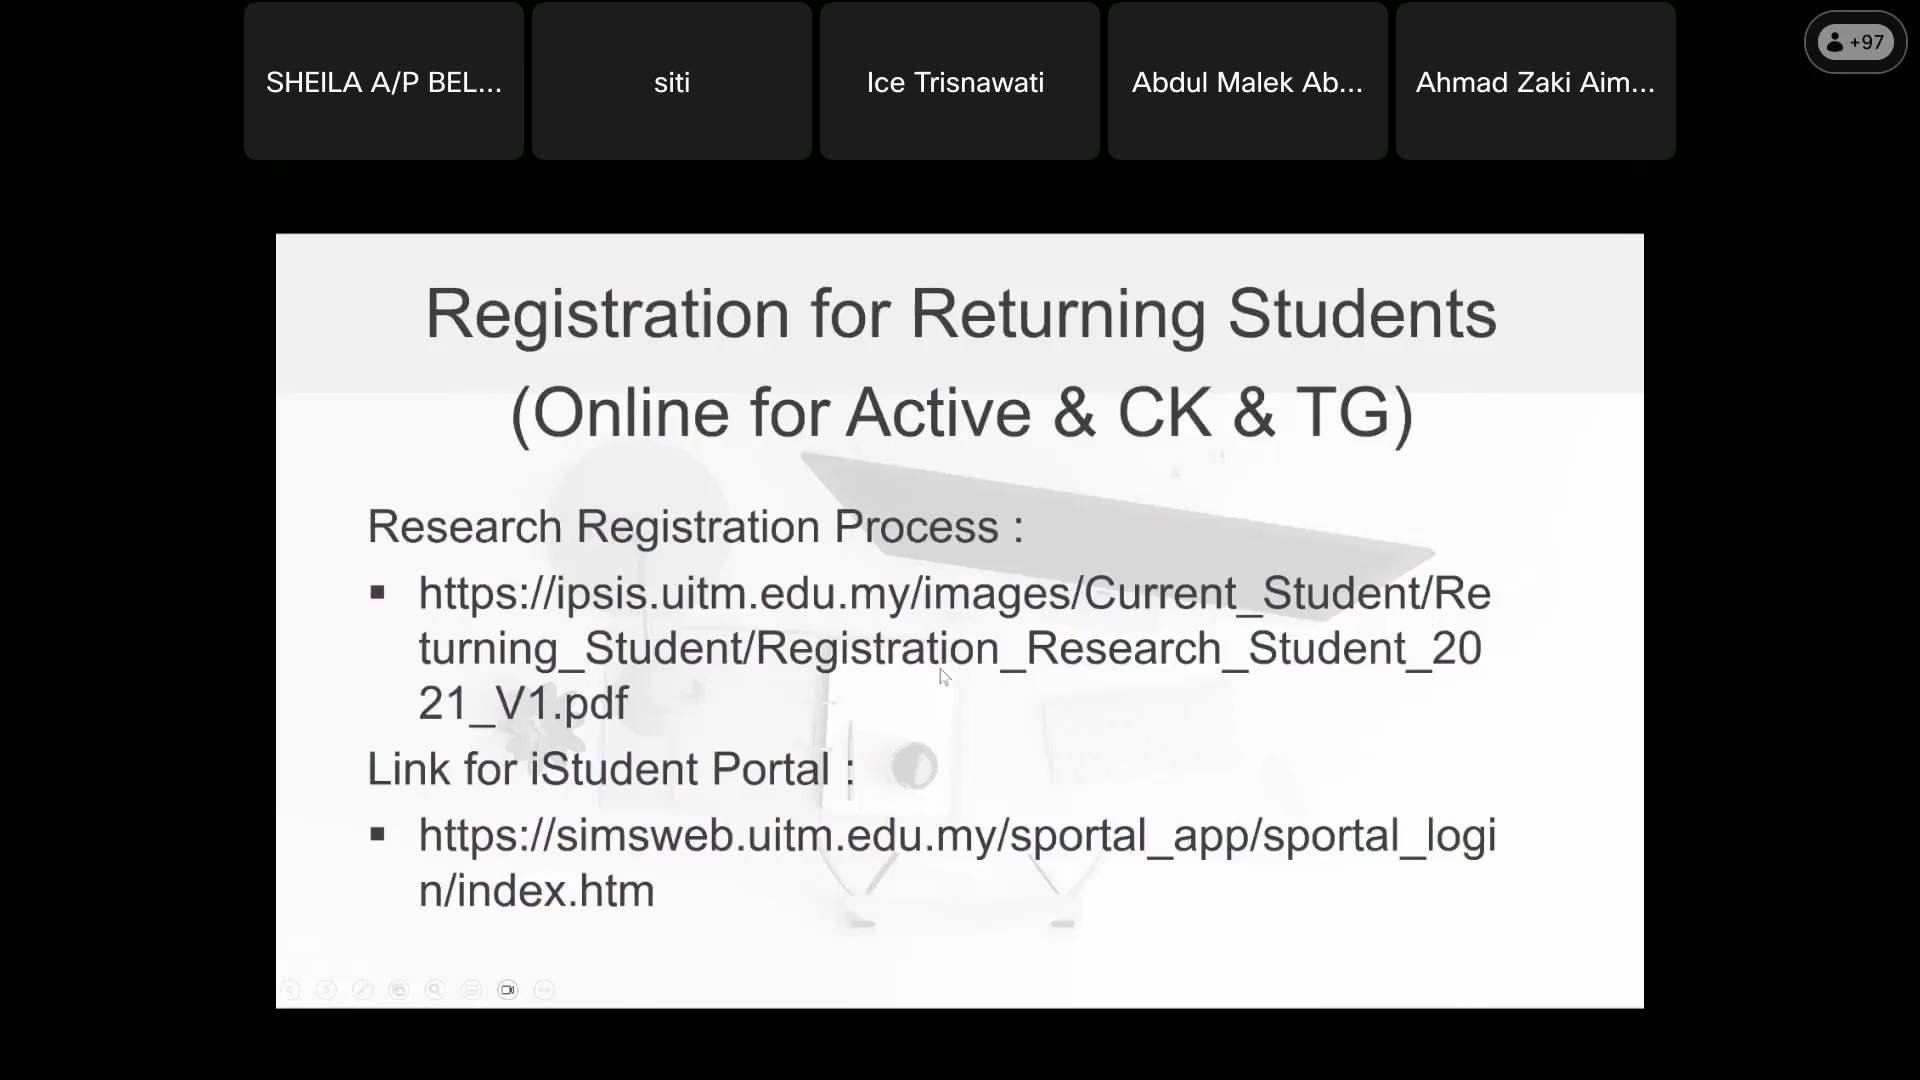 SHEILA A/P BEL...
siti
Ice Trisnawati
Abdul Malek Ab...
Ahmad Zaki Aim...
+97
Registration for Returning Students
(Online for Active & CK & TG)
Research Registration Process :
▪ https://ipsis.uitm.edu.my/images/Current_Student/Re
turning_Student/Registration_Research_Student_20
21_V1.pdf
Link for iStudent Portal :
▪ https://simsweb.uitm.edu.my/sportal_app/sportal_logi
n/index.htm